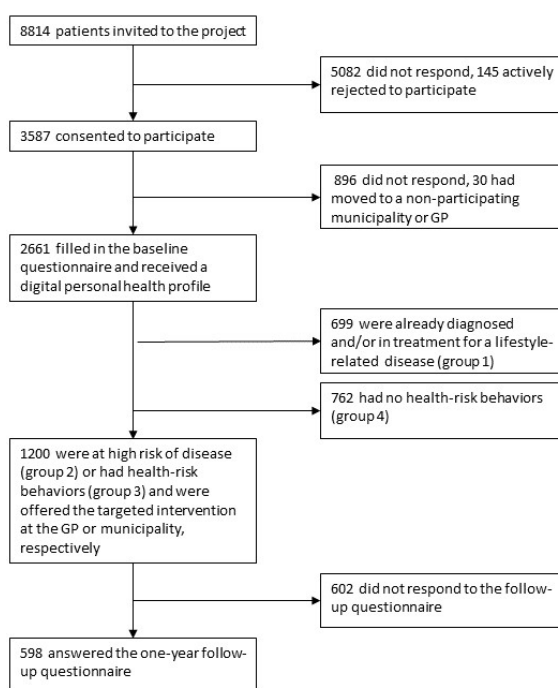 8814 patients invited to the project
5082 did not respond, 145 actively
rejected to participate
3587 consented to participate
896 did not respond, 30 had
moved to a non-participating
municipality or GP
2661 filled in the baseline
questionnaire and received a
digital personal health profile
699 were already diagnosed
and/or in treatment for a lifestyle-
related disease (group 1)
762 had no health-risk behaviors
(group 4)
1200 were at high risk of disease
(group 2) or had health-risk
behaviors (group 3) and were
offered the targeted intervention
at the GP or municipality,
respectively
602 did not respond to the follow-
up questionnaire
598 answered the one-year follow-
up questionnaire